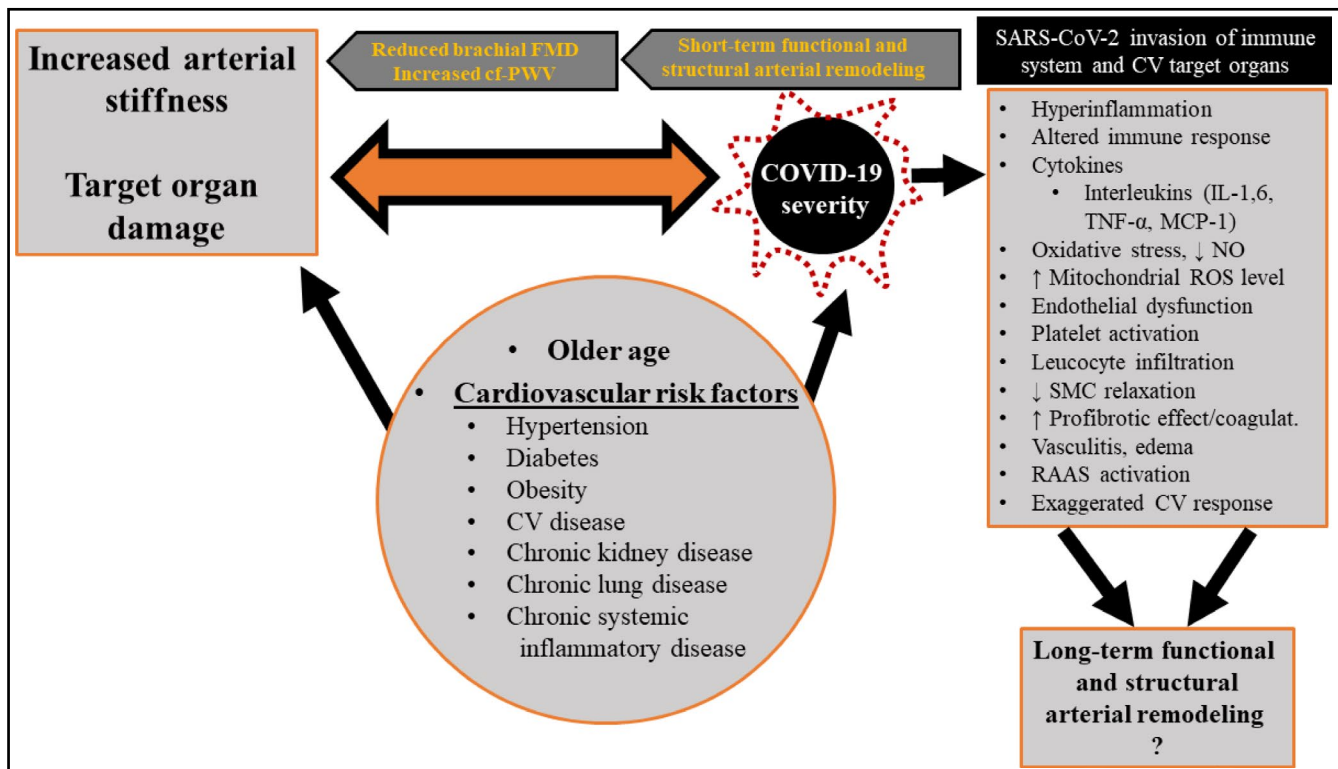 Increased arterial
stiffness
Target organ
damage
Reduced brachial FMD
Increased cf-PWV
Short-term functional and
structural arterial remodeling
COVID-19
severity
SARS-CoV-2 invasion of immune
system and CV target organs
• Hyperinflammation
• Altered immune response
• Cytokines
• Interleukins (IL-1,6,
TNF-α, MCP-1)
• Oxidative stress, ↓ NO
• ↑ Mitochondrial ROS level
• Endothelial dysfunction
• Platelet activation
• Leucocyte infiltration
• ↓ SMC relaxation
• ↑ Profibrotic effect/coagulat.
• Vasculitis, edema
• RAAS activation
• Exaggerated CV response
• Older age
• Cardiovascular risk factors
• Hypertension
• Diabetes
• Obesity
• CV disease
• Chronic kidney disease
• Chronic lung disease
• Chronic systemic
inflammatory disease
Long-term functional
and structural
arterial remodeling
?